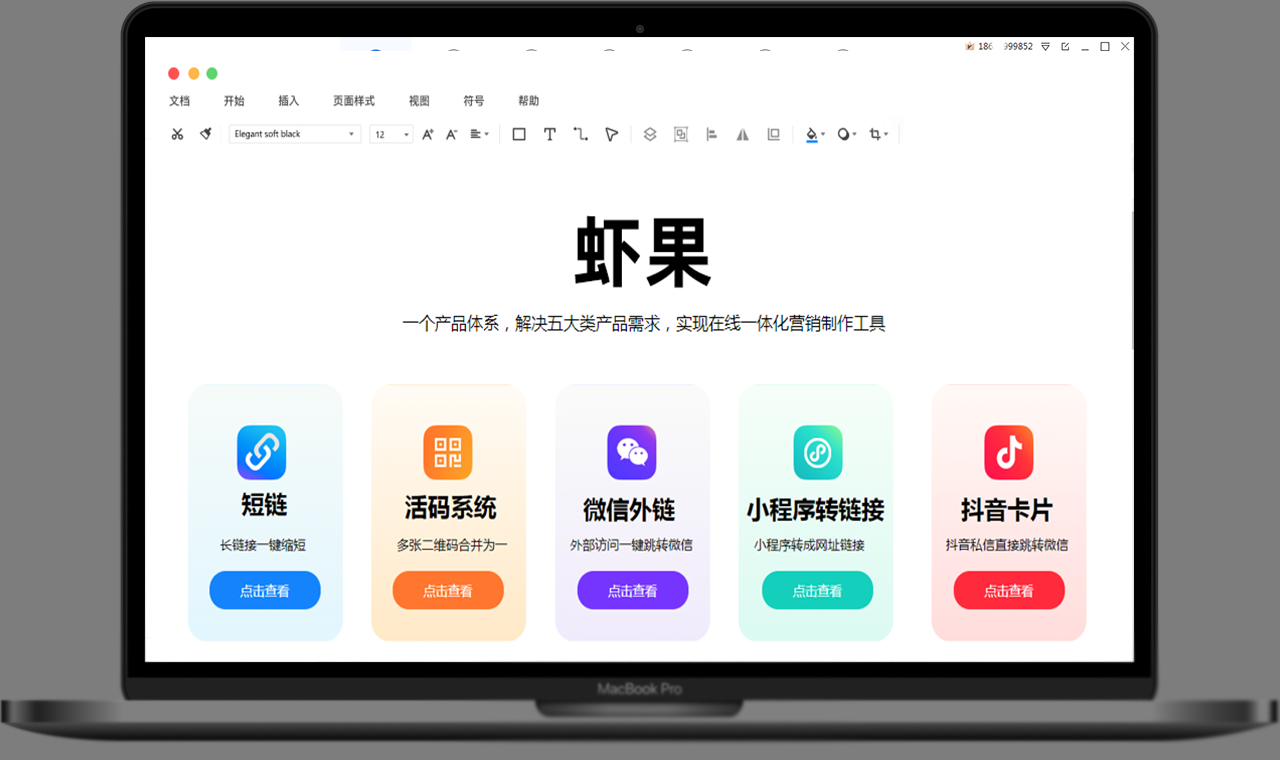 186 999852
文档 开始 插入 页面样式 视图 符号 帮助
Elegant soft black 12 A+ A-
虾果
一个产品体系，解决五大类产品需求，实现在线一体化营销制作工具
短链 活码系统 微信外链 小程序转链接 抖音卡片
长链接一键缩短 多张二维码合并为一 外部访问一键跳转微信 小程序转成网址链接 抖音私信直接跳转微信
点击查看 点击查看 点击查看 点击查看 点击查看
MacBook Pro